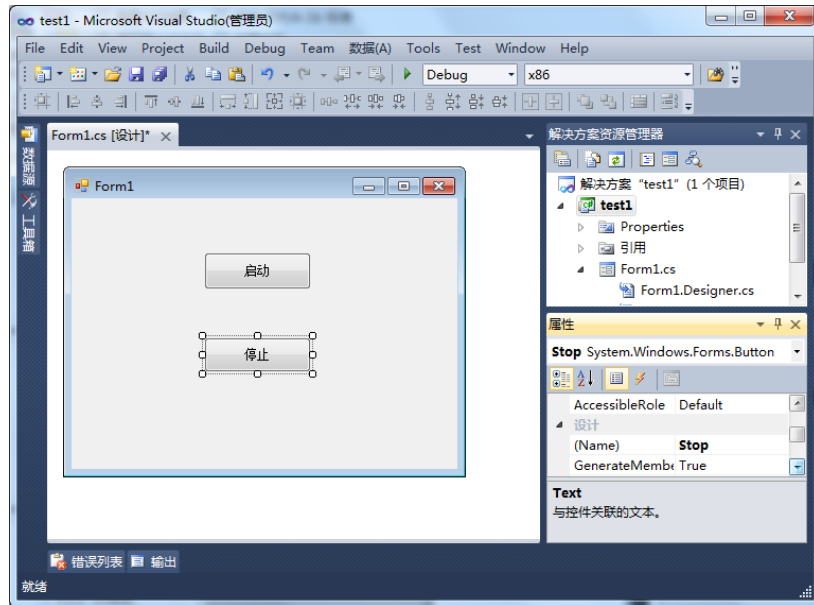 test1 - Microsoft Visual Studio(管理员)
File Edit View Project Build Debug Team 数据(A) Tools Test Window Help
Debug x86
Form1.cs [设计]*
数据源
工具箱
Form1
启动
停止
解决方案资源管理器
解决方案 "test1" (1 个项目)
test1
Properties
引用
Form1.cs
Form1.Designer.cs
属性
Stop System.Windows.Forms.Button
AccessibleRole Default
设计
(Name) Stop
GenerateMembe True
Text
与控件关联的文本。
错误列表 输出
就绪